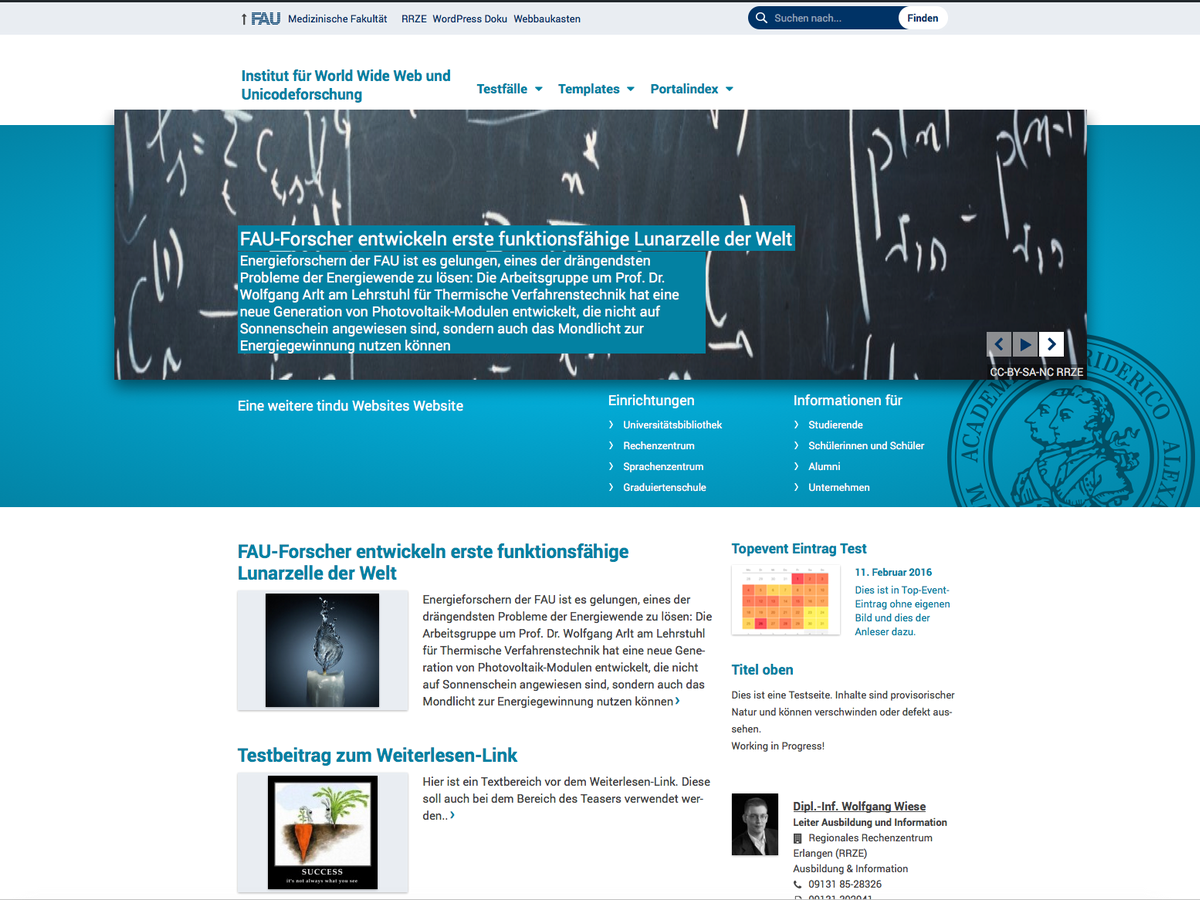 ↑ FAU Medizinische Fakultät RRZE WordPress Doku Webbaukasten
Suchen nach... Finden
Institut für World Wide Web und
Unicodeforschung
Testfälle Templates Portalindex
FAU-Forscher entwickeln erste funktionsfähige Lunarzelle der Welt
Energieforschern der FAU ist es gelungen, eines der drängendsten
Probleme der Energiewende zu lösen: Die Arbeitsgruppe um Prof. Dr.
Wolfgang Arlt am Lehrstuhl für Thermische Verfahrenstechnik hat eine
neue Generation von Photovoltaik-Modulen entwickelt, die nicht auf
Sonnenschein angewiesen sind, sondern auch das Mondlicht zur
Energiegewinnung nutzen können
CC-BY-SA-NC RRZE
Eine weitere tindu Websites Website
Einrichtungen
Universitätsbibliothek
Rechenzentrum
Sprachenzentrum
Graduiertenschule
Informationen für
Studierende
Schülerinnen und Schüler
Alumni
Unternehmen
FAU-Forscher entwickeln erste funktionsfähige
Lunarzelle der Welt
Energieforschern der FAU ist es gelungen, eines der
drängendsten Probleme der Energiewende zu lösen: Die
Arbeitsgruppe um Prof. Dr. Wolfgang Arlt am Lehrstuhl
für Thermische Verfahrenstechnik hat eine neue Gene-
ration von Photovoltaik-Modulen entwickelt, die nicht
auf Sonnenschein angewiesen sind, sondern auch das
Mondlicht zur Energiegewinnung nutzen können ›
Testbeitrag zum Weiterlesen-Link
Hier ist ein Textbereich vor dem Weiterlesen-Link. Diese
soll auch bei dem Bereich des Teasers verwendet wer-
den.. ›
SUCCESS
it's not always what you see
Topevent Eintrag Test
11. Februar 2016
Dies ist in Top-Event-
Eintrag ohne eigenen
Bild und dies der
Anleser dazu.
Titel oben
Dies ist eine Testseite. Inhalte sind provisorischer
Natur und können verschwinden oder defekt aus-
sehen.
Working in Progress!
Dipl.-Inf. Wolfgang Wiese
Leiter Ausbildung und Information
Regionales Rechenzentrum
Erlangen (RRZE)
Ausbildung & Information
09131 85-28326